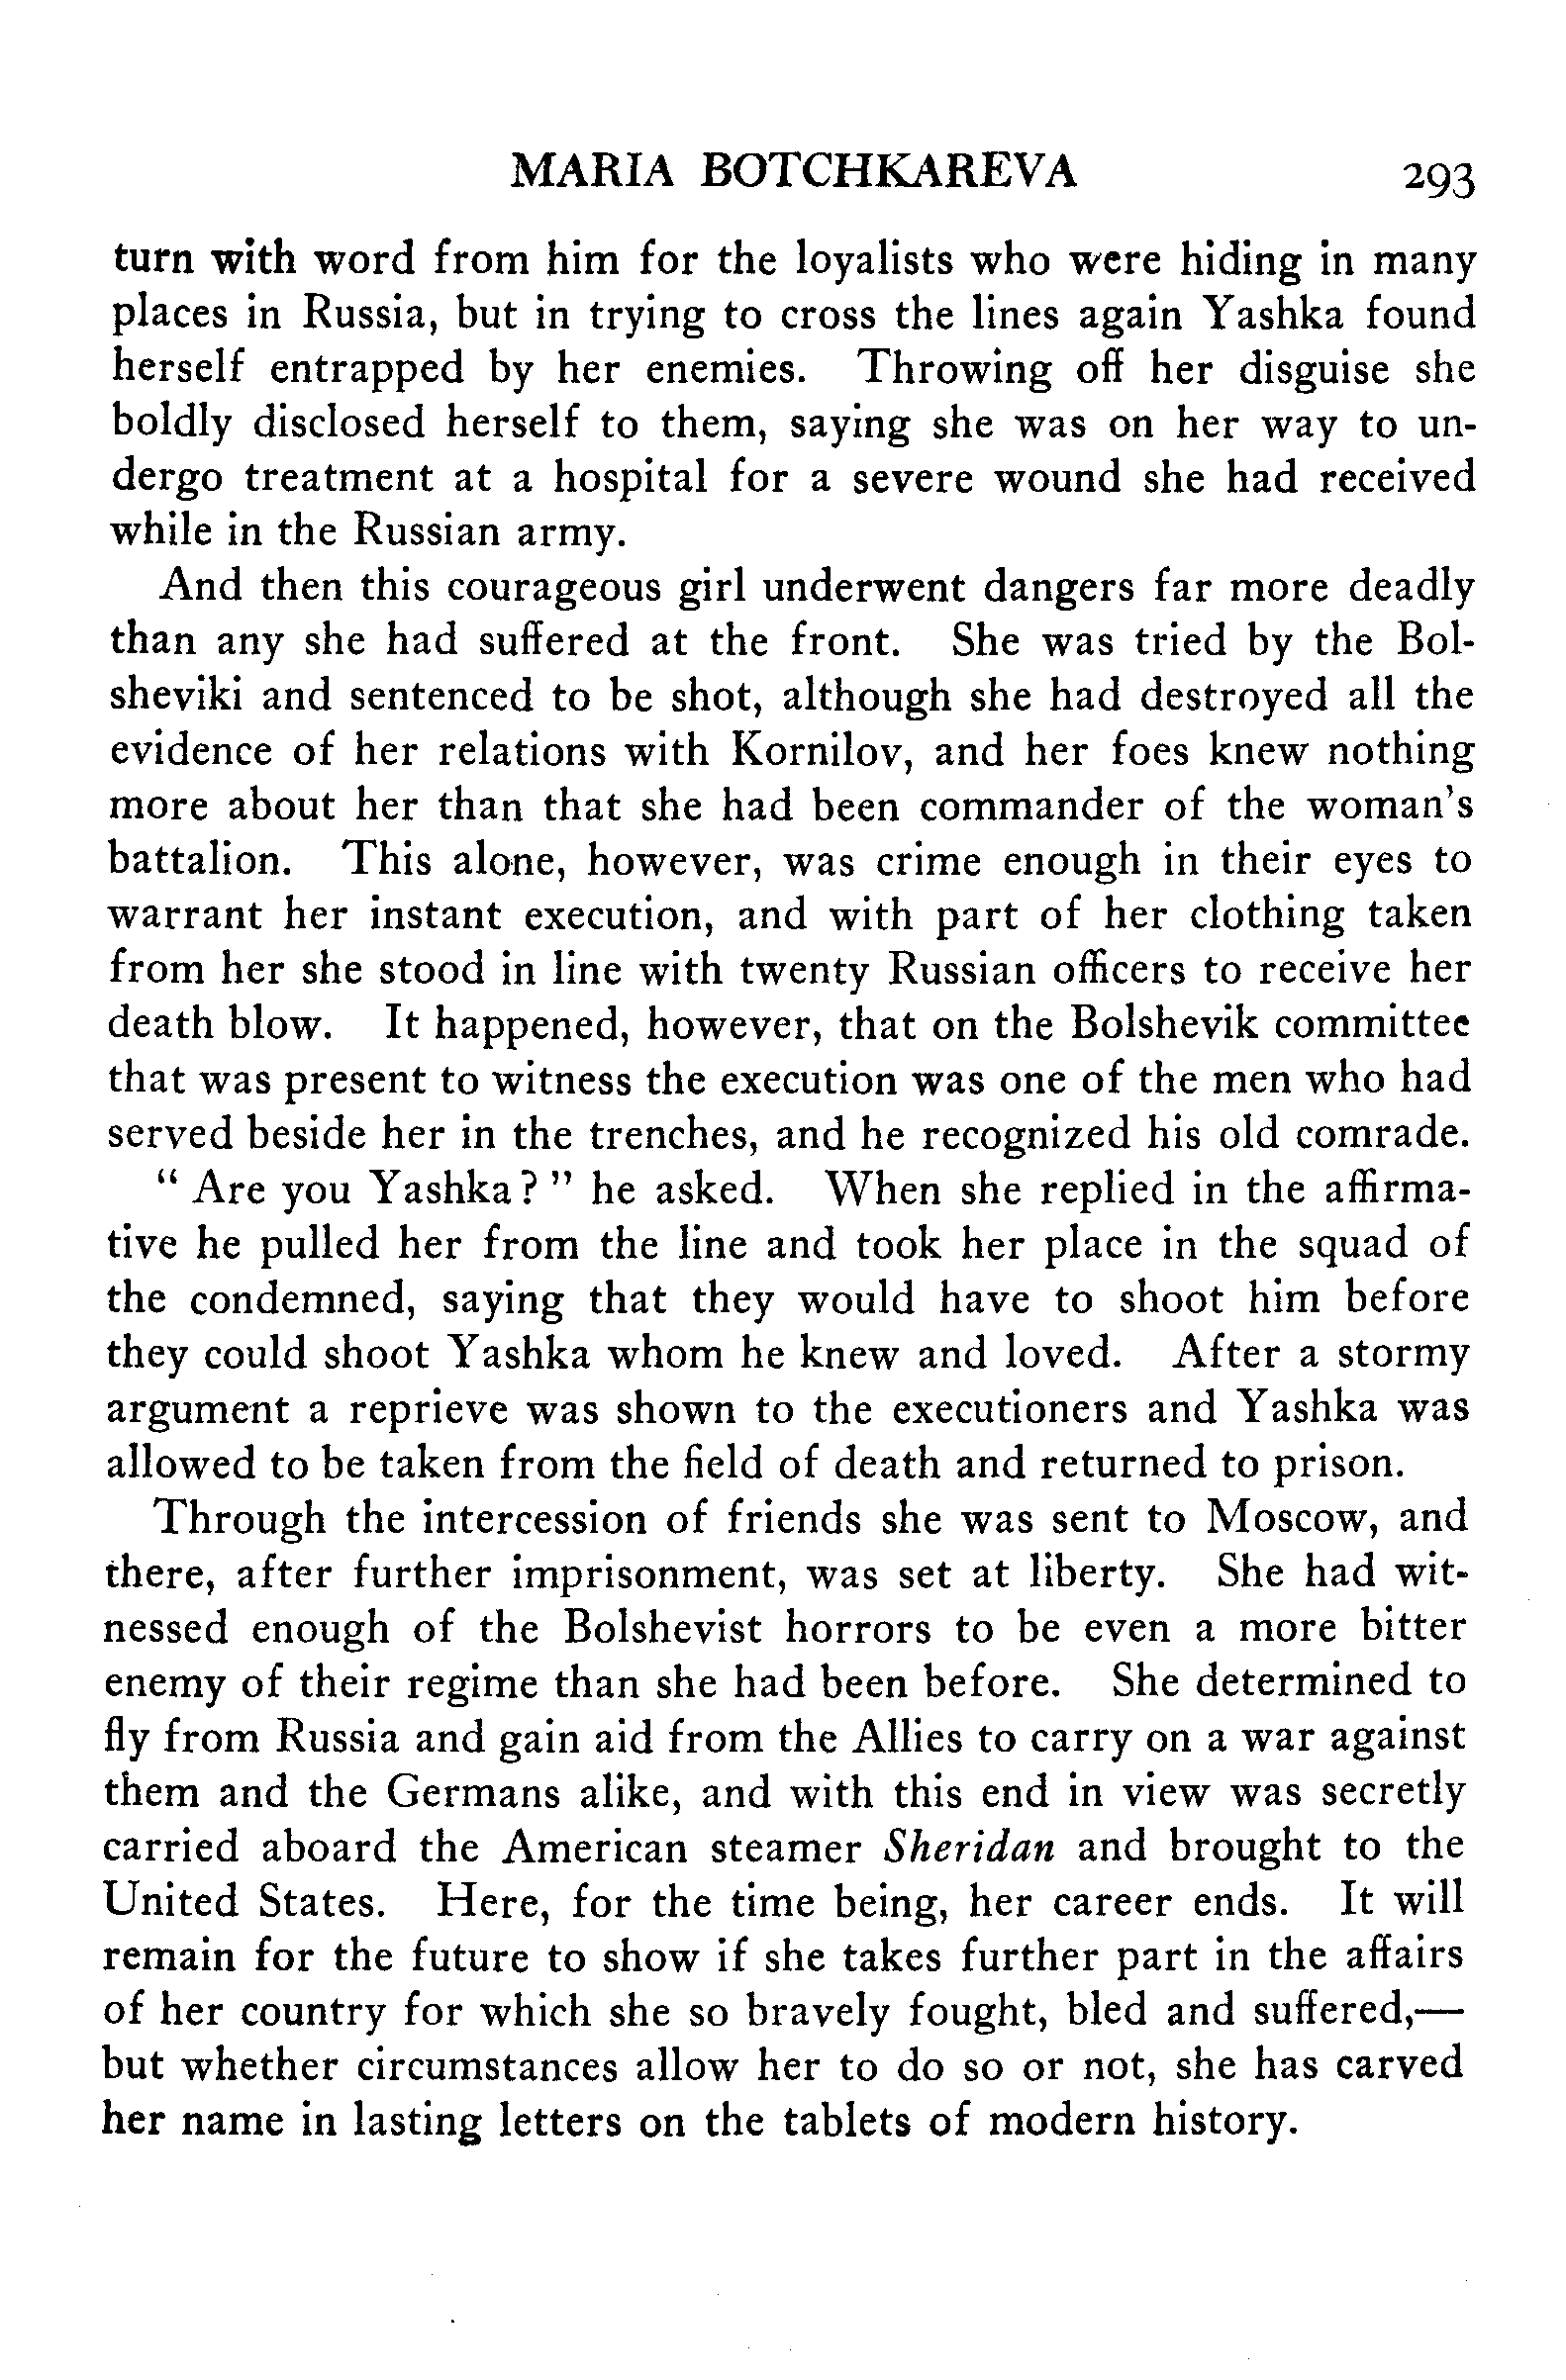 MARIA BOTCHKAREVA 293
turn with word from him for the loyalists who were hiding in many
places in Russia, but in trying to cross the lines again Yashka found
herself entrapped by her enemies. Throwing off her disguise she
boldly disclosed herself to them, saying she was on her way to un-
dergo treatment at a hospital for a severe wound she had received
while in the Russian army.
And then this courageous girl underwent dangers far more deadly
than any she had suffered at the front. She was tried by the Bol-
sheviki and sentenced to be shot, although she had destroyed all the
evidence of her relations with Kornilov, and her foes knew nothing
more about her than that she had been commander of the woman's
battalion. This alone, however, was crime enough in their eyes to
warrant her instant execution, and with part of her clothing taken
from her she stood in line with twenty Russian officers to receive her
death blow. It happened, however, that on the Bolshevik committee
that was present to witness the execution was one of the men who had
served beside her in the trenches, and he recognized his old comrade.
" Are you Yashka? " he asked. When she replied in the affirma-
tive he pulled her from the line and took her place in the squad of
the condemned, saying that they would have to shoot him before
they could shoot Yashka whom he knew and loved. After a stormy
argument a reprieve was shown to the executioners and Yashka was
allowed to be taken from the field of death and returned to prison.
Through the intercession of friends she was sent to Moscow, and
there, after further imprisonment, was set at liberty. She had wit-
nessed enough of the Bolshevist horrors to be even a more bitter
enemy of their regime than she had been before. She determined to
fly from Russia and gain aid from the Allies to carry on a war against
them and the Germans alike, and with this end in view was secretly
carried aboard the American steamer Sheridan and brought to the
United States. Here, for the time being, her career ends. It will
remain for the future to show if she takes further part in the affairs
of her country for which she so bravely fought, bled and suffered,—
but whether circumstances allow her to do so or not, she has carved
her name in lasting letters on the tablets of modern history.